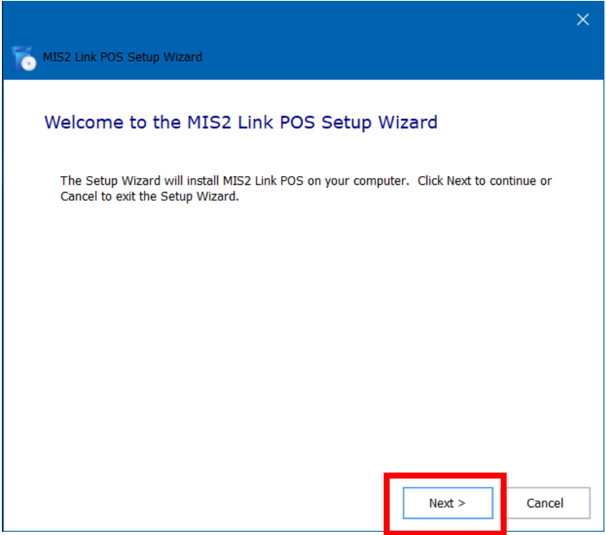 MIS2 Link POS Setup Wizard
Welcome to the MIS2 Link POS Setup Wizard
The Setup Wizard will install MIS2 Link POS on your computer.  Click Next to continue or
Cancel to exit the Setup Wizard.
Next >
Cancel